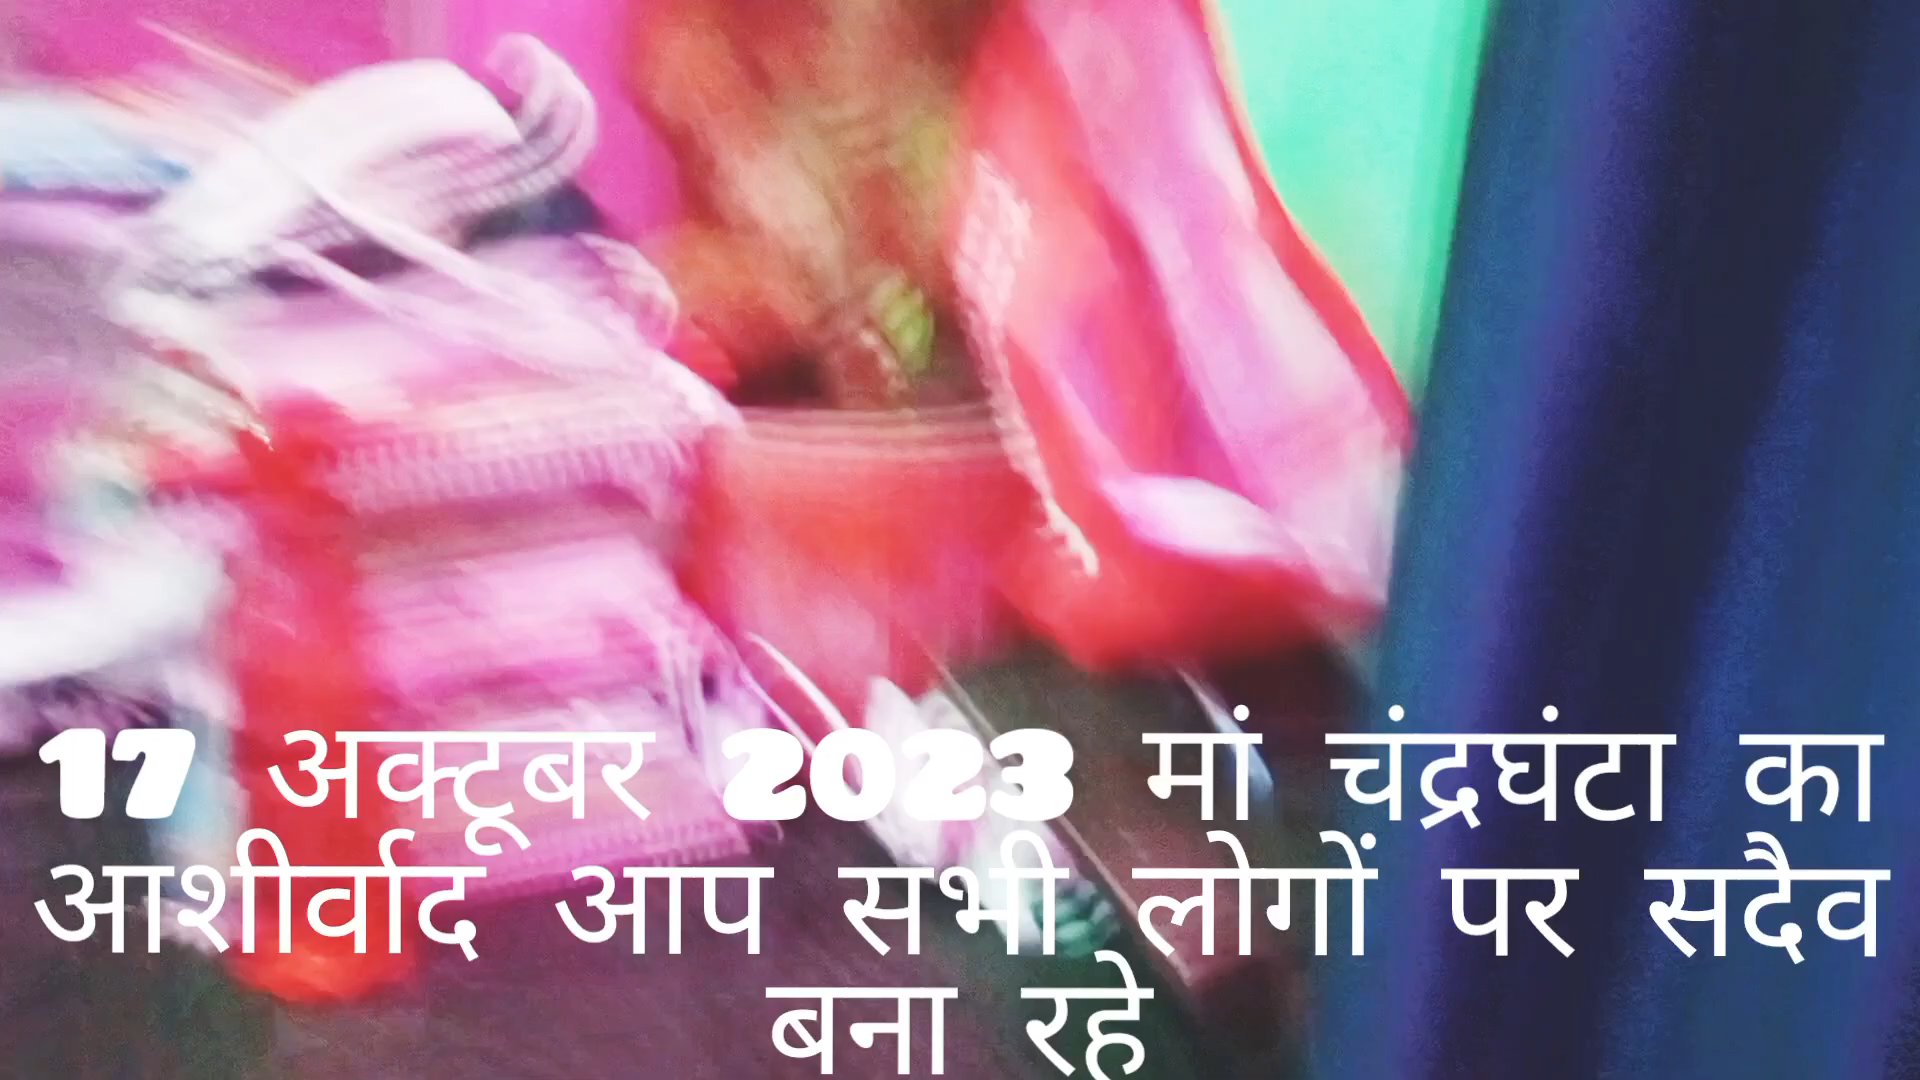 17 अक्टूबर 2023 मां चंद्रघंटा का
आशीर्वाद आप सभी लोगों पर सदैव
बना रहे